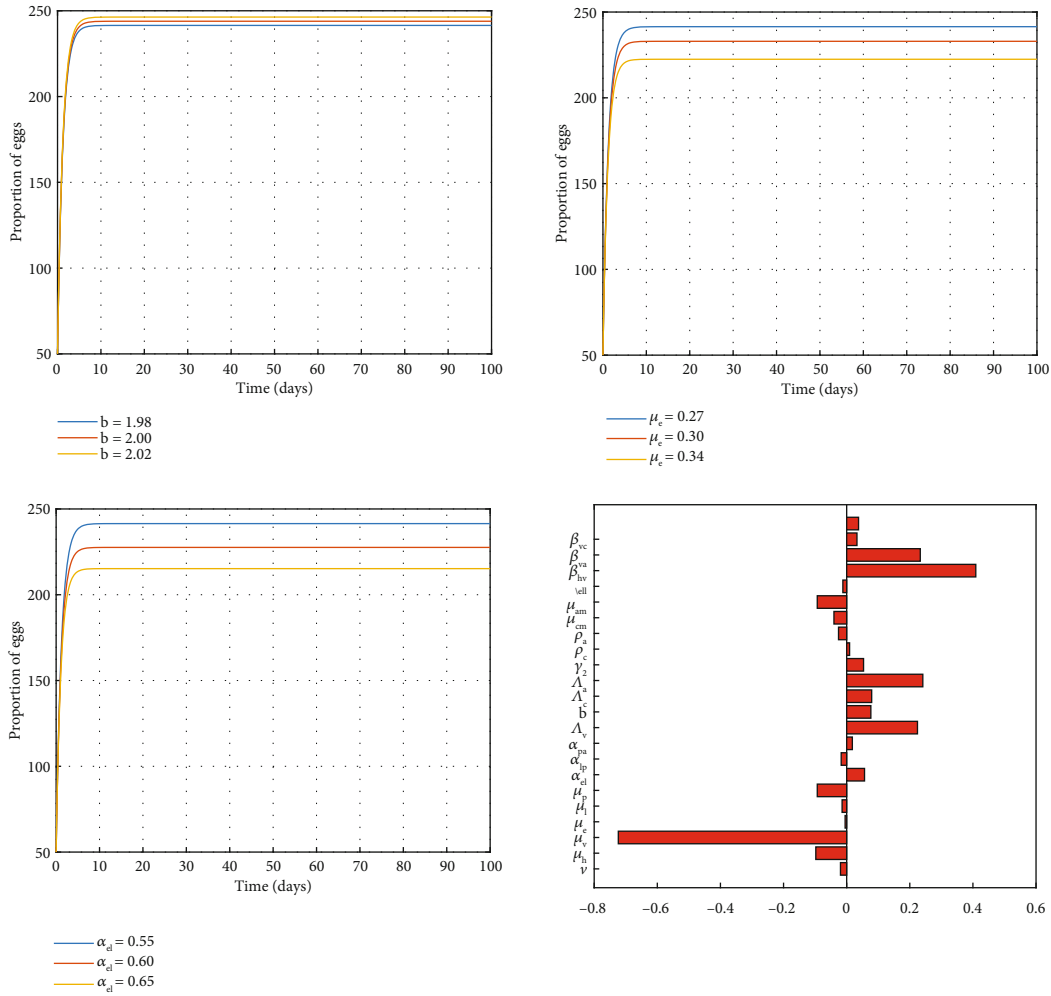 250
200
150
100
50
Proportion of eggs
0 10 20 30 40 50 60 70 80 90 100
Time (days)
b = 1.98
b = 2.00
b = 2.02
250
200
150
100
50
Proportion of eggs
0 10 20 30 40 50 60 70 80 90 100
Time (days)
μe = 0.27
μe = 0.30
μe = 0.34
250
200
150
100
50
Proportion of eggs
0 10 20 30 40 50 60 70 80 90 100
Time (days)
αel = 0.55
αel = 0.60
αel = 0.65
βvc
βva
βhv
\ell
μam
μcm
ρa
ρc
γ2
Λa
Λc
b
Λv
αpa
αlp
αel
μp
μl
μe
μv
μh
ν
–0.8 –0.6 –0.4 –0.2 0 0.2 0.4 0.6